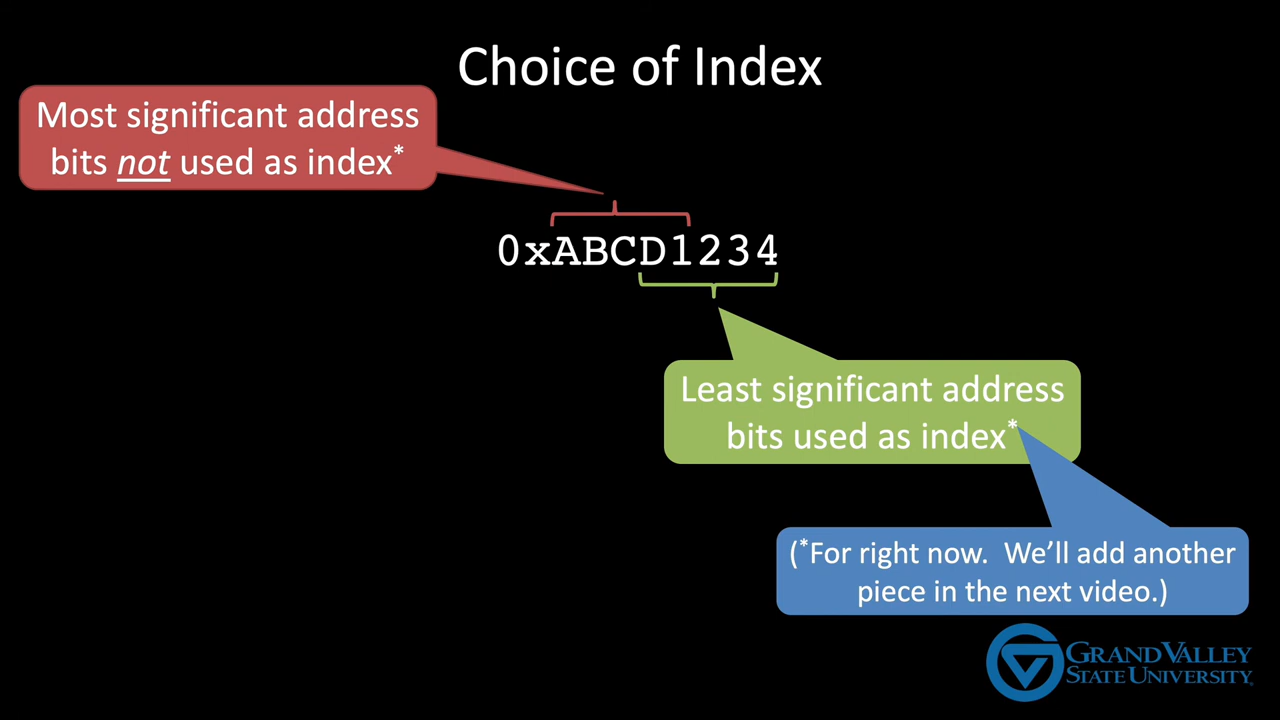 Choice of Index
Most significant address
bits not used as index*
0xABCD1234
Least significant address
bits used as index*
(*For right now.  We’ll add another
piece in the next video.)
GRAND VALLEY
STATE UNIVERSITY